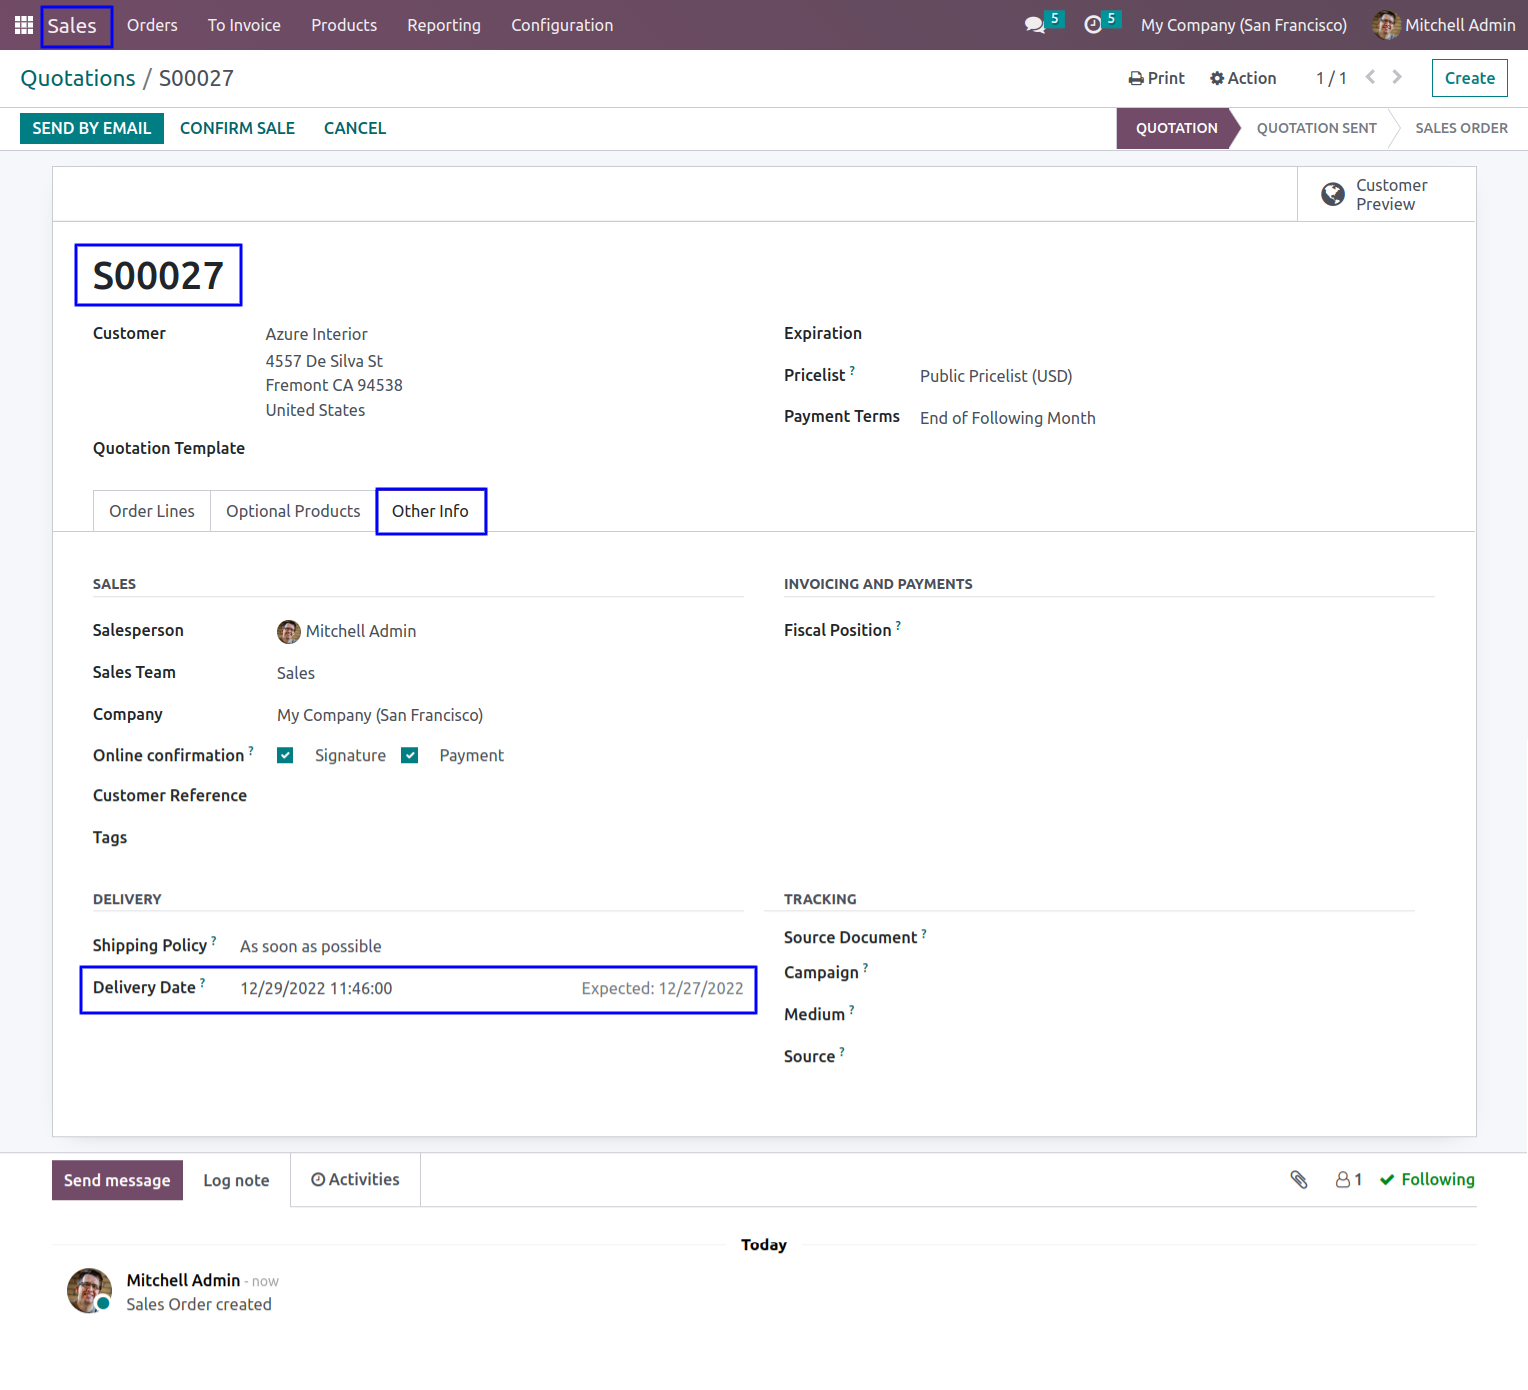 Sales Orders To Invoice Products Reporting Configuration 5 5 My Company (San Francisco) Mitchell Admin
Quotations / S00027 Print Action 1 / 1 Create
SEND BY EMAIL CONFIRM SALE CANCEL QUOTATION QUOTATION SENT SALES ORDER
Customer
Preview
S00027
Customer Azure Interior
4557 De Silva St
Fremont CA 94538
United States
Quotation Template
Expiration
Pricelist ? Public Pricelist (USD)
Payment Terms End of Following Month
Order Lines Optional Products Other Info
SALES
Salesperson Mitchell Admin
Sales Team Sales
Company My Company (San Francisco)
Online confirmation ? Signature Payment
Customer Reference
Tags
INVOICING AND PAYMENTS
Fiscal Position ?
DELIVERY
Shipping Policy ? As soon as possible
Delivery Date ? 12/29/2022 11:46:00 Expected: 12/27/2022
TRACKING
Source Document ?
Campaign ?
Medium ?
Source ?
Send message Log note Activities 1 Following
Today
Mitchell Admin - now
Sales Order created